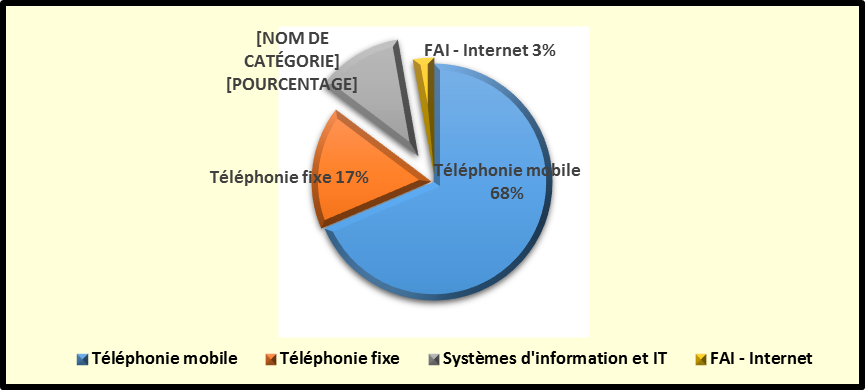 [NOM DE
CATÉGORIE]
[POURCENTAGE]
FAI - Internet 3%
Téléphonie fixe 17%
Téléphonie mobile
68%
Téléphonie mobile
Téléphonie fixe
Systèmes d'information et IT
FAI - Internet